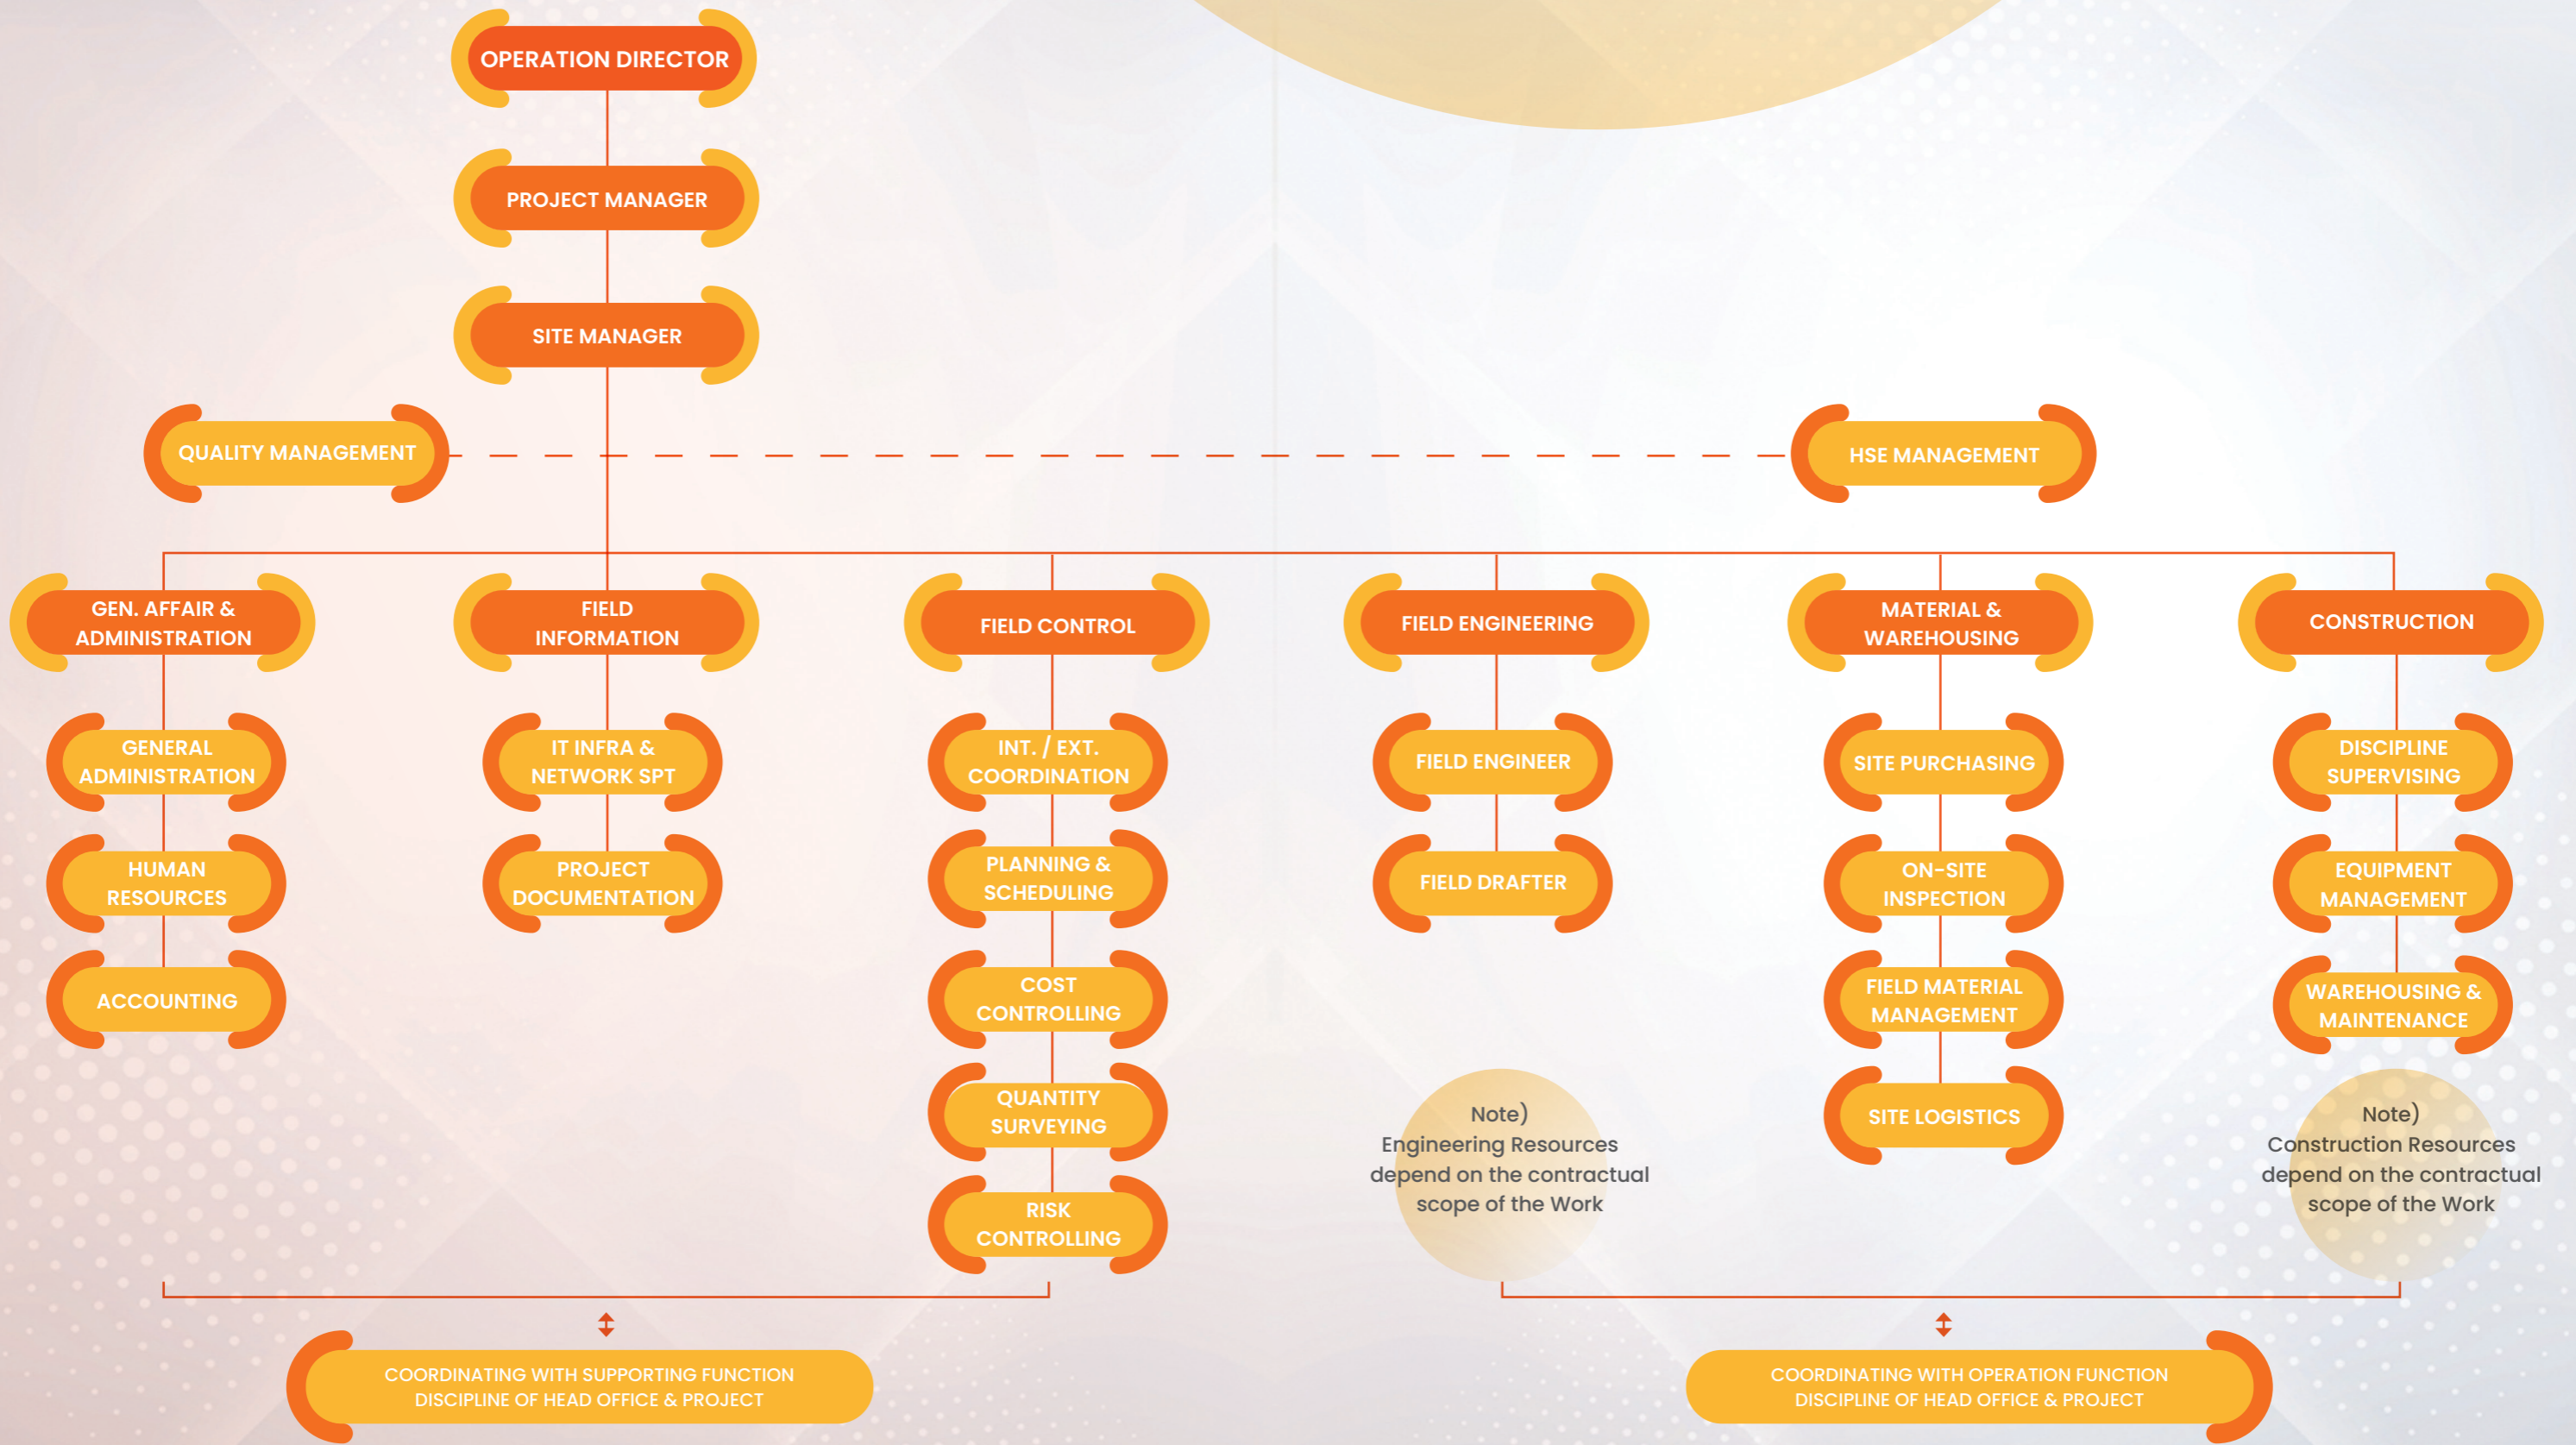 OPERATION DIRECTOR
PROJECT MANAGER
SITE MANAGER
QUALITY MANAGEMENT
HSE MANAGEMENT
GEN. AFFAIR &
ADMINISTRATION
GENERAL
ADMINISTRATION
HUMAN
RESOURCES
ACCOUNTING
FIELD
INFORMATION
IT INFRA &
NETWORK SPT
PROJECT
DOCUMENTATION
FIELD CONTROL
INT. / EXT.
COORDINATION
PLANNING &
SCHEDULING
COST
CONTROLLING
QUANTITY
SURVEYING
RISK
CONTROLLING
FIELD ENGINEERING
FIELD ENGINEER
FIELD DRAFTER
Note)
Engineering Resources
depend on the contractual
scope of the Work
MATERIAL &
WAREHOUSING
SITE PURCHASING
ON-SITE
INSPECTION
FIELD MATERIAL
MANAGEMENT
SITE LOGISTICS
CONSTRUCTION
DISCIPLINE
SUPERVISING
EQUIPMENT
MANAGEMENT
WAREHOUSING &
MAINTENANCE
Note)
Construction Resources
depend on the contractual
scope of the Work
COORDINATING WITH SUPPORTING FUNCTION
DISCIPLINE OF HEAD OFFICE & PROJECT
COORDINATING WITH OPERATION FUNCTION
DISCIPLINE OF HEAD OFFICE & PROJECT